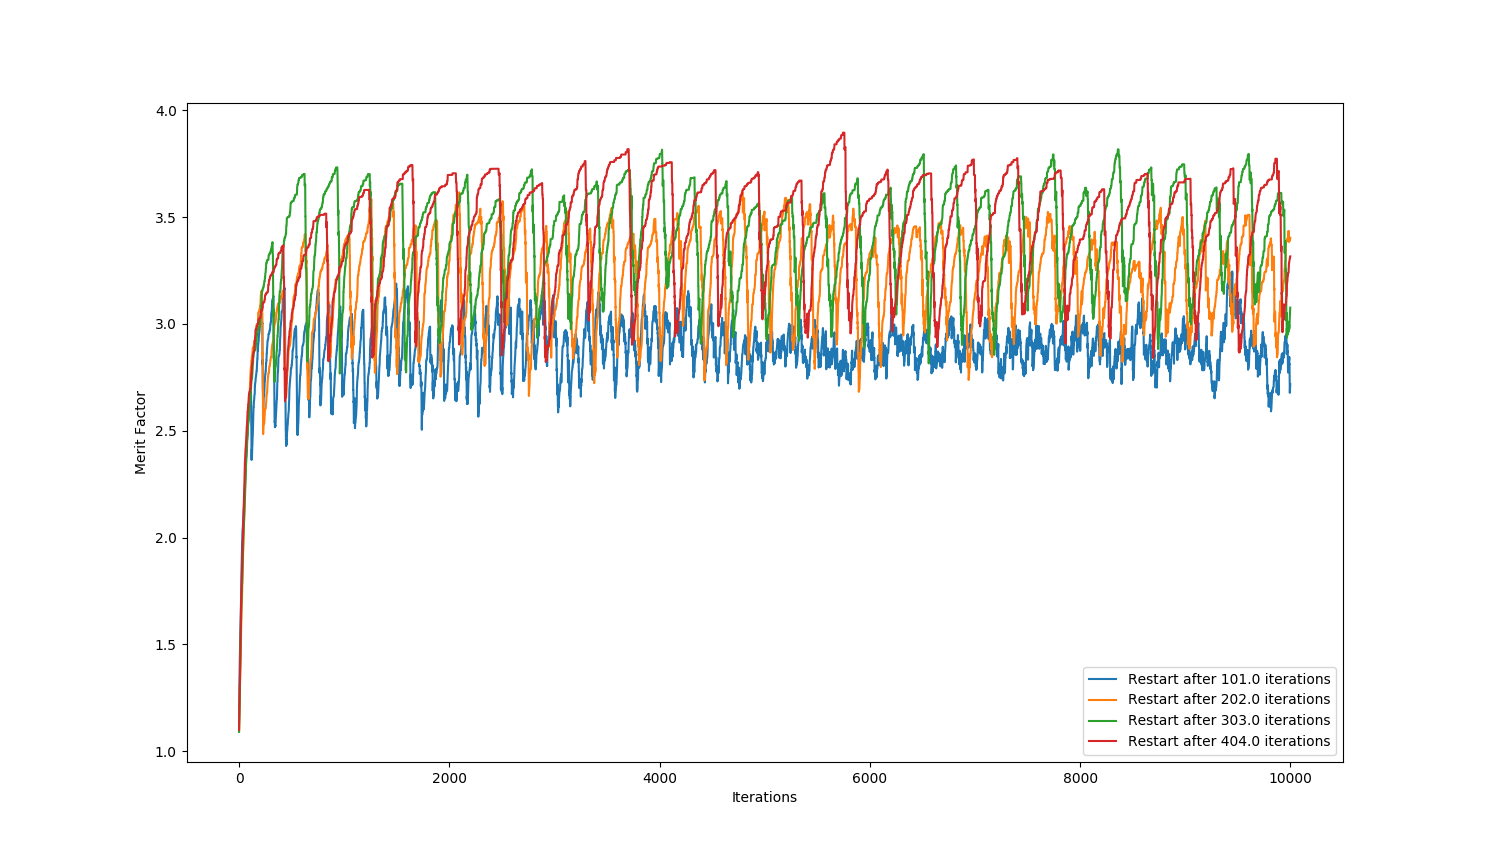 4.0
3.5
3.0
2.5
2.0
1.5
1.0
Merit Factor
0
2000
4000
6000
8000
10000
Iterations
Restart after 101.0 iterations
Restart after 202.0 iterations
Restart after 303.0 iterations
Restart after 404.0 iterations